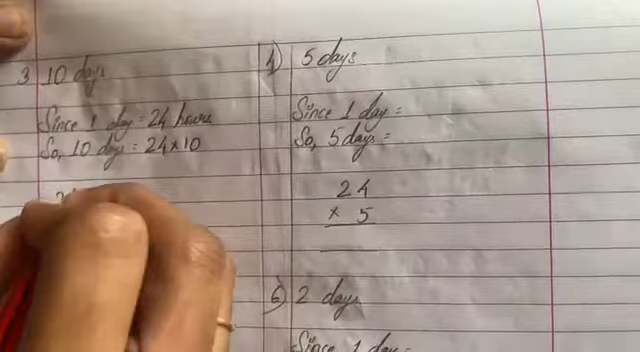 3 10 days
Since 1 day = 24 hours
So, 10 day = 24 x 10
4) 5 days
Since 1 day =
So, 5 days =
24
x 5
6) 2 days
Since 1 day =